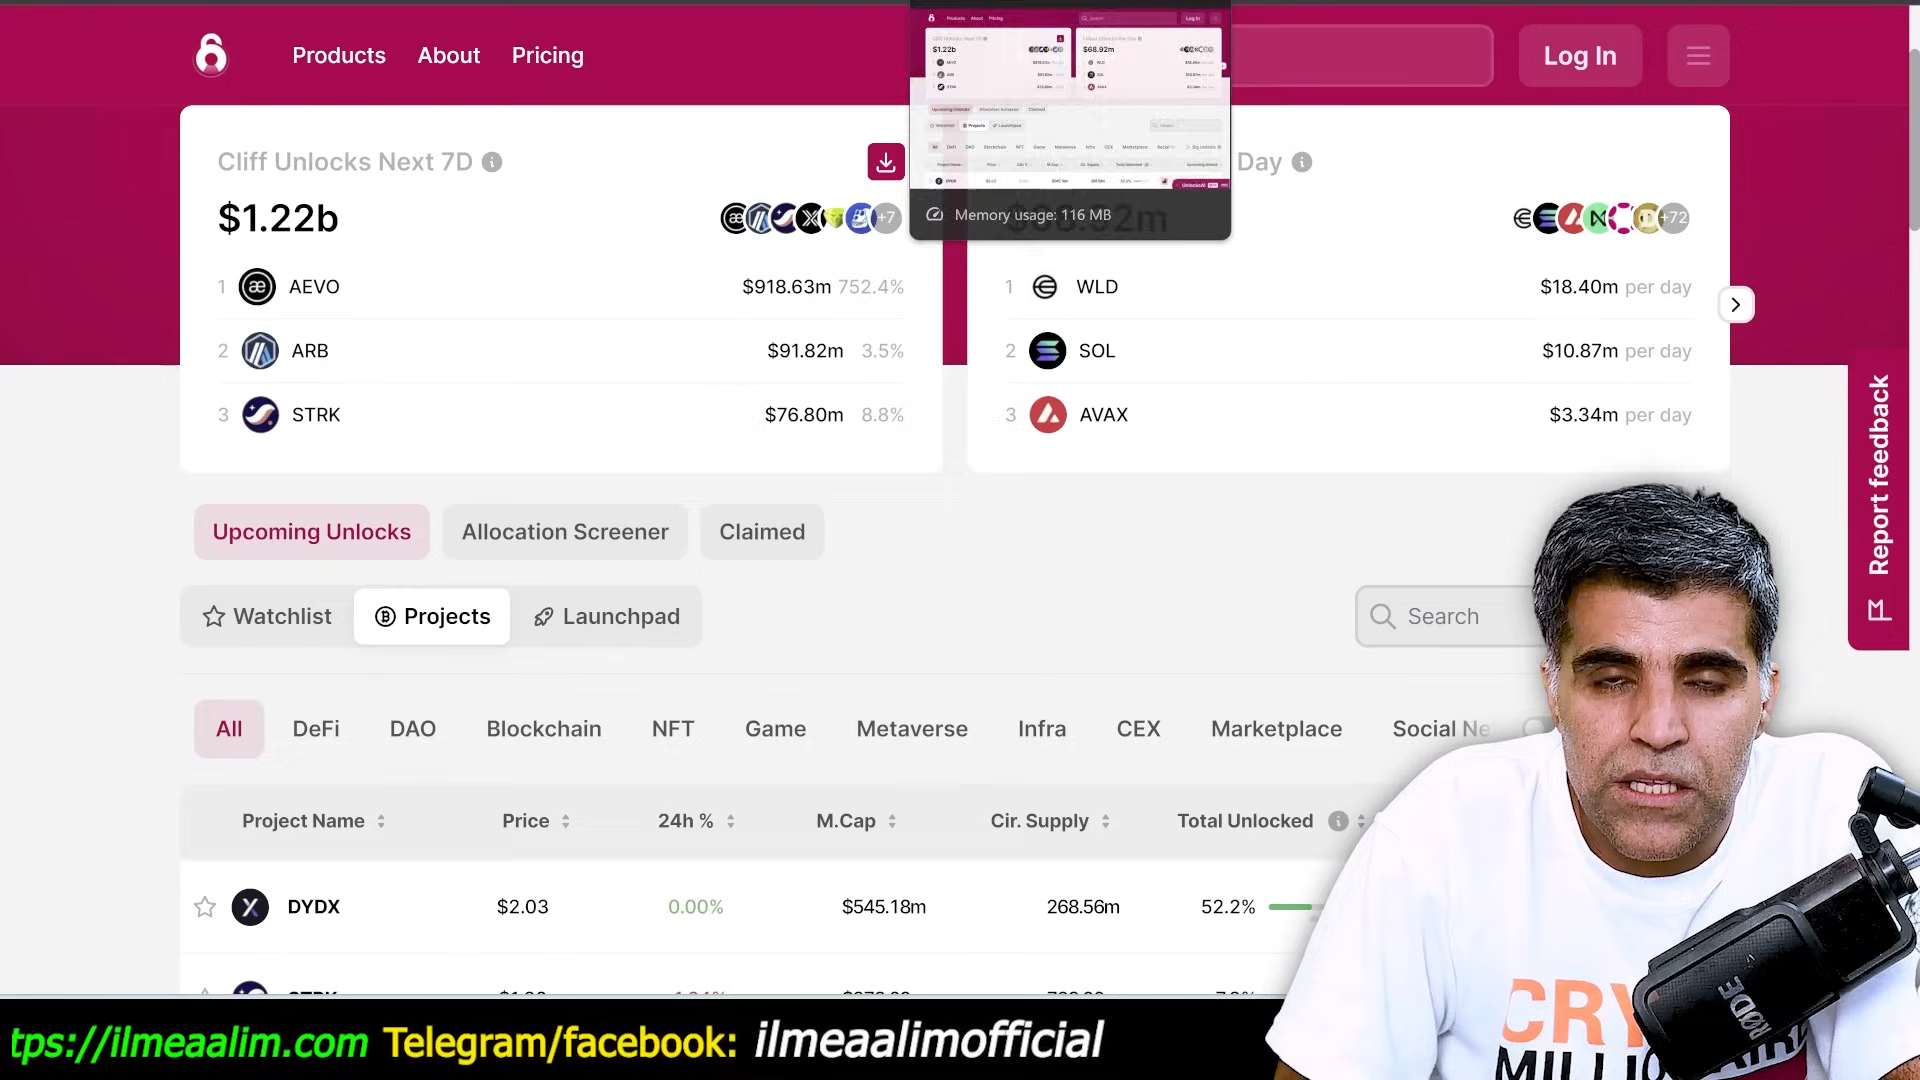 Products About Pricing
Log In
Cliff Unlocks Next 7D
$1.22b
+7
1 AEVO $918.63m 752.4%
2 ARB $91.82m 3.5%
3 STRK $76.80m 8.8%
Memory usage: 116 MB
Day
+72
1 WLD $18.40m per day
2 SOL $10.87m per day
3 AVAX $3.34m per day
Report feedback
Upcoming Unlocks Allocation Screener Claimed
Watchlist Projects Launchpad
Search
All DeFi DAO Blockchain NFT Game Metaverse Infra CEX Marketplace Social Ne
Project Name Price 24h % M.Cap Cir. Supply Total Unlocked
DYDX $2.03 0.00% $545.18m 268.56m 52.2%
tps://ilmeaalim.com Telegram/facebook: ilmeaalimofficial
CRY
MILLIONAIRE
RØDE